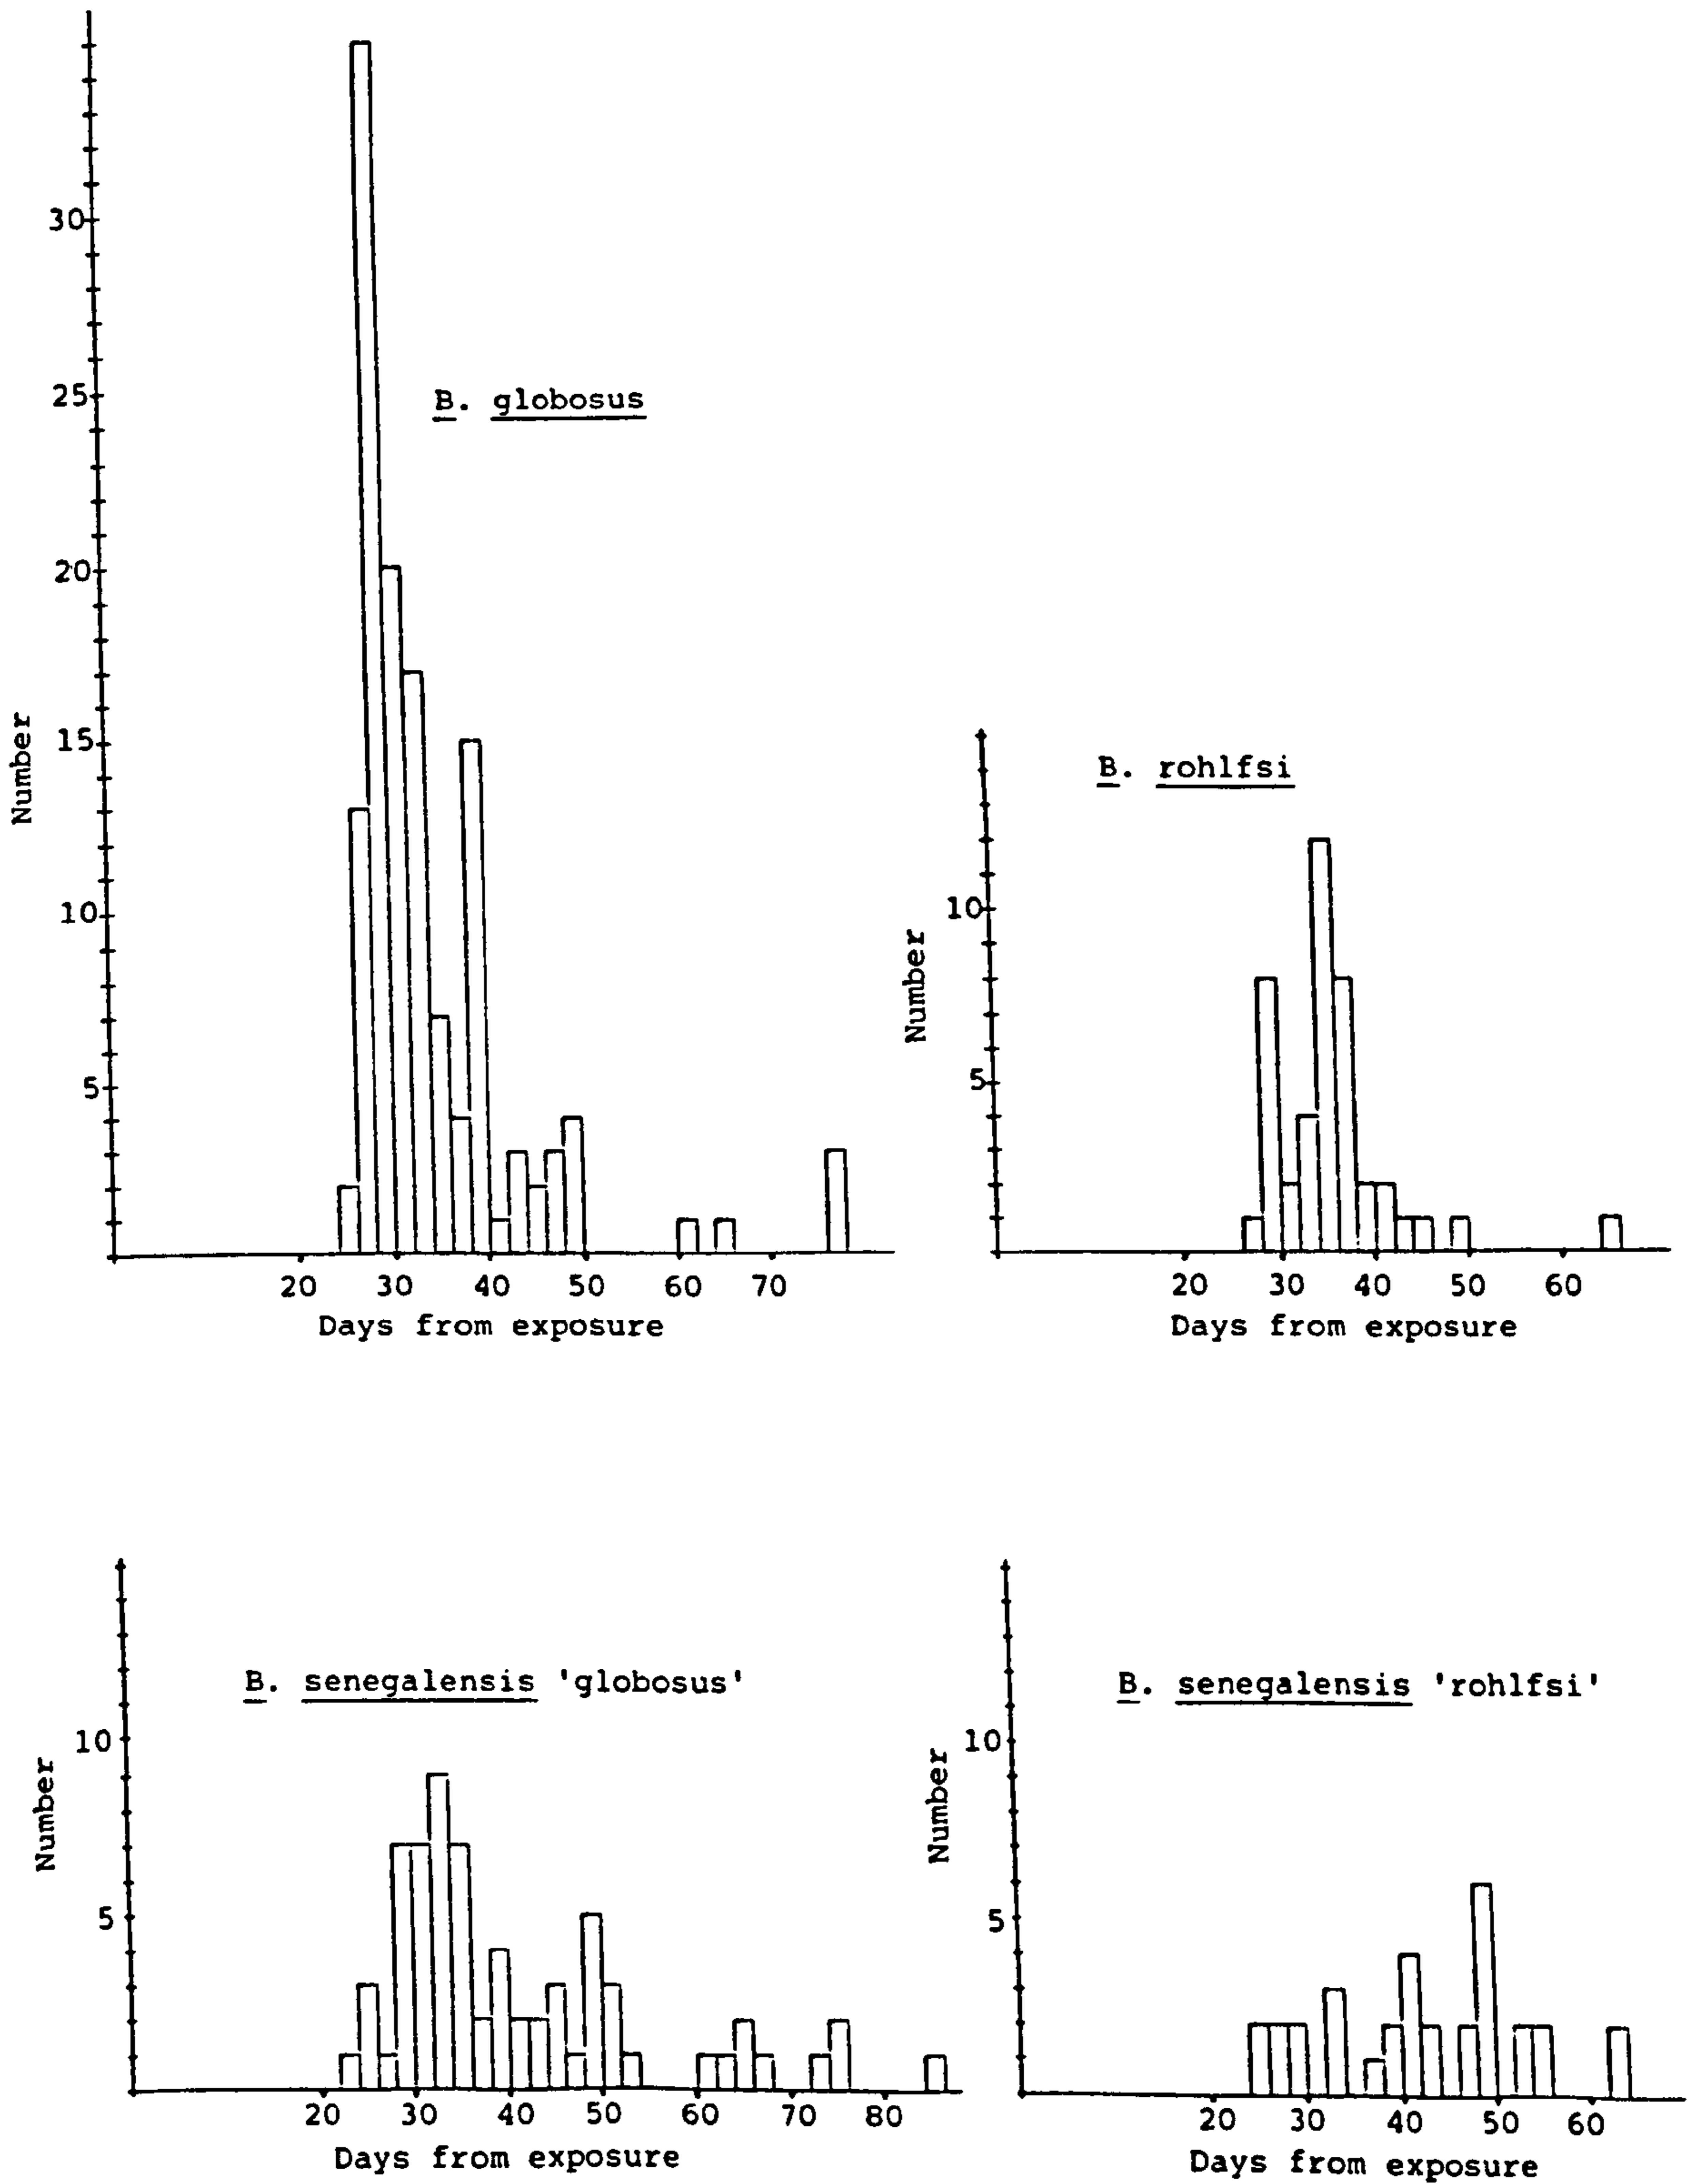 B. globosus
Number
30
25
20
15
10
5
20 30 40 50 60 70
Days from exposure
B. rohlfsi
Number
10
5
20 30 40 50 60
Days from exposure
B. senegalensis 'globosus'
Number
10
5
20 30 40 50 60 70 80
Days from exposure
B. senegalensis 'rohlfsi'
Number
10
5
20 30 40 50 60
Days from exposure